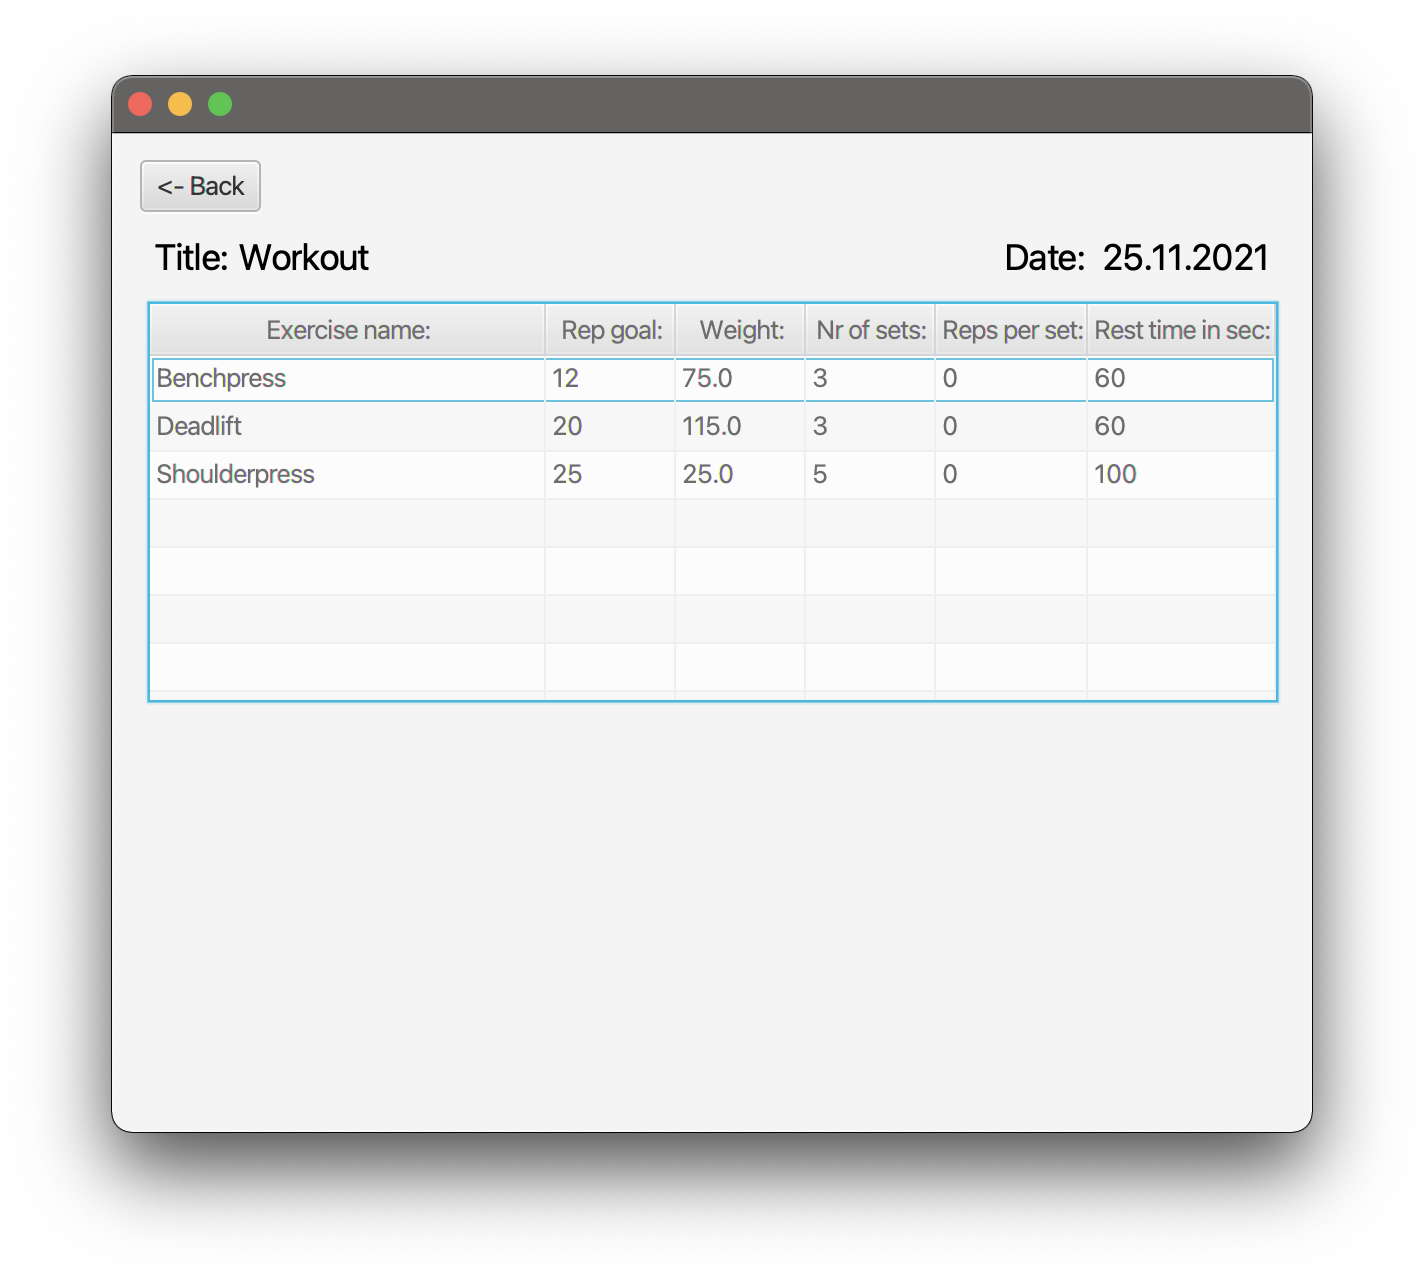 <- Back
Title: Workout Date: 25.11.2021
Exercise name: Rep goal: Weight: Nr of sets: Reps per set: Rest time in sec:
Benchpress 12 75.0 3 0 60
Deadlift 20 115.0 3 0 60
Shoulderpress 25 25.0 5 0 100